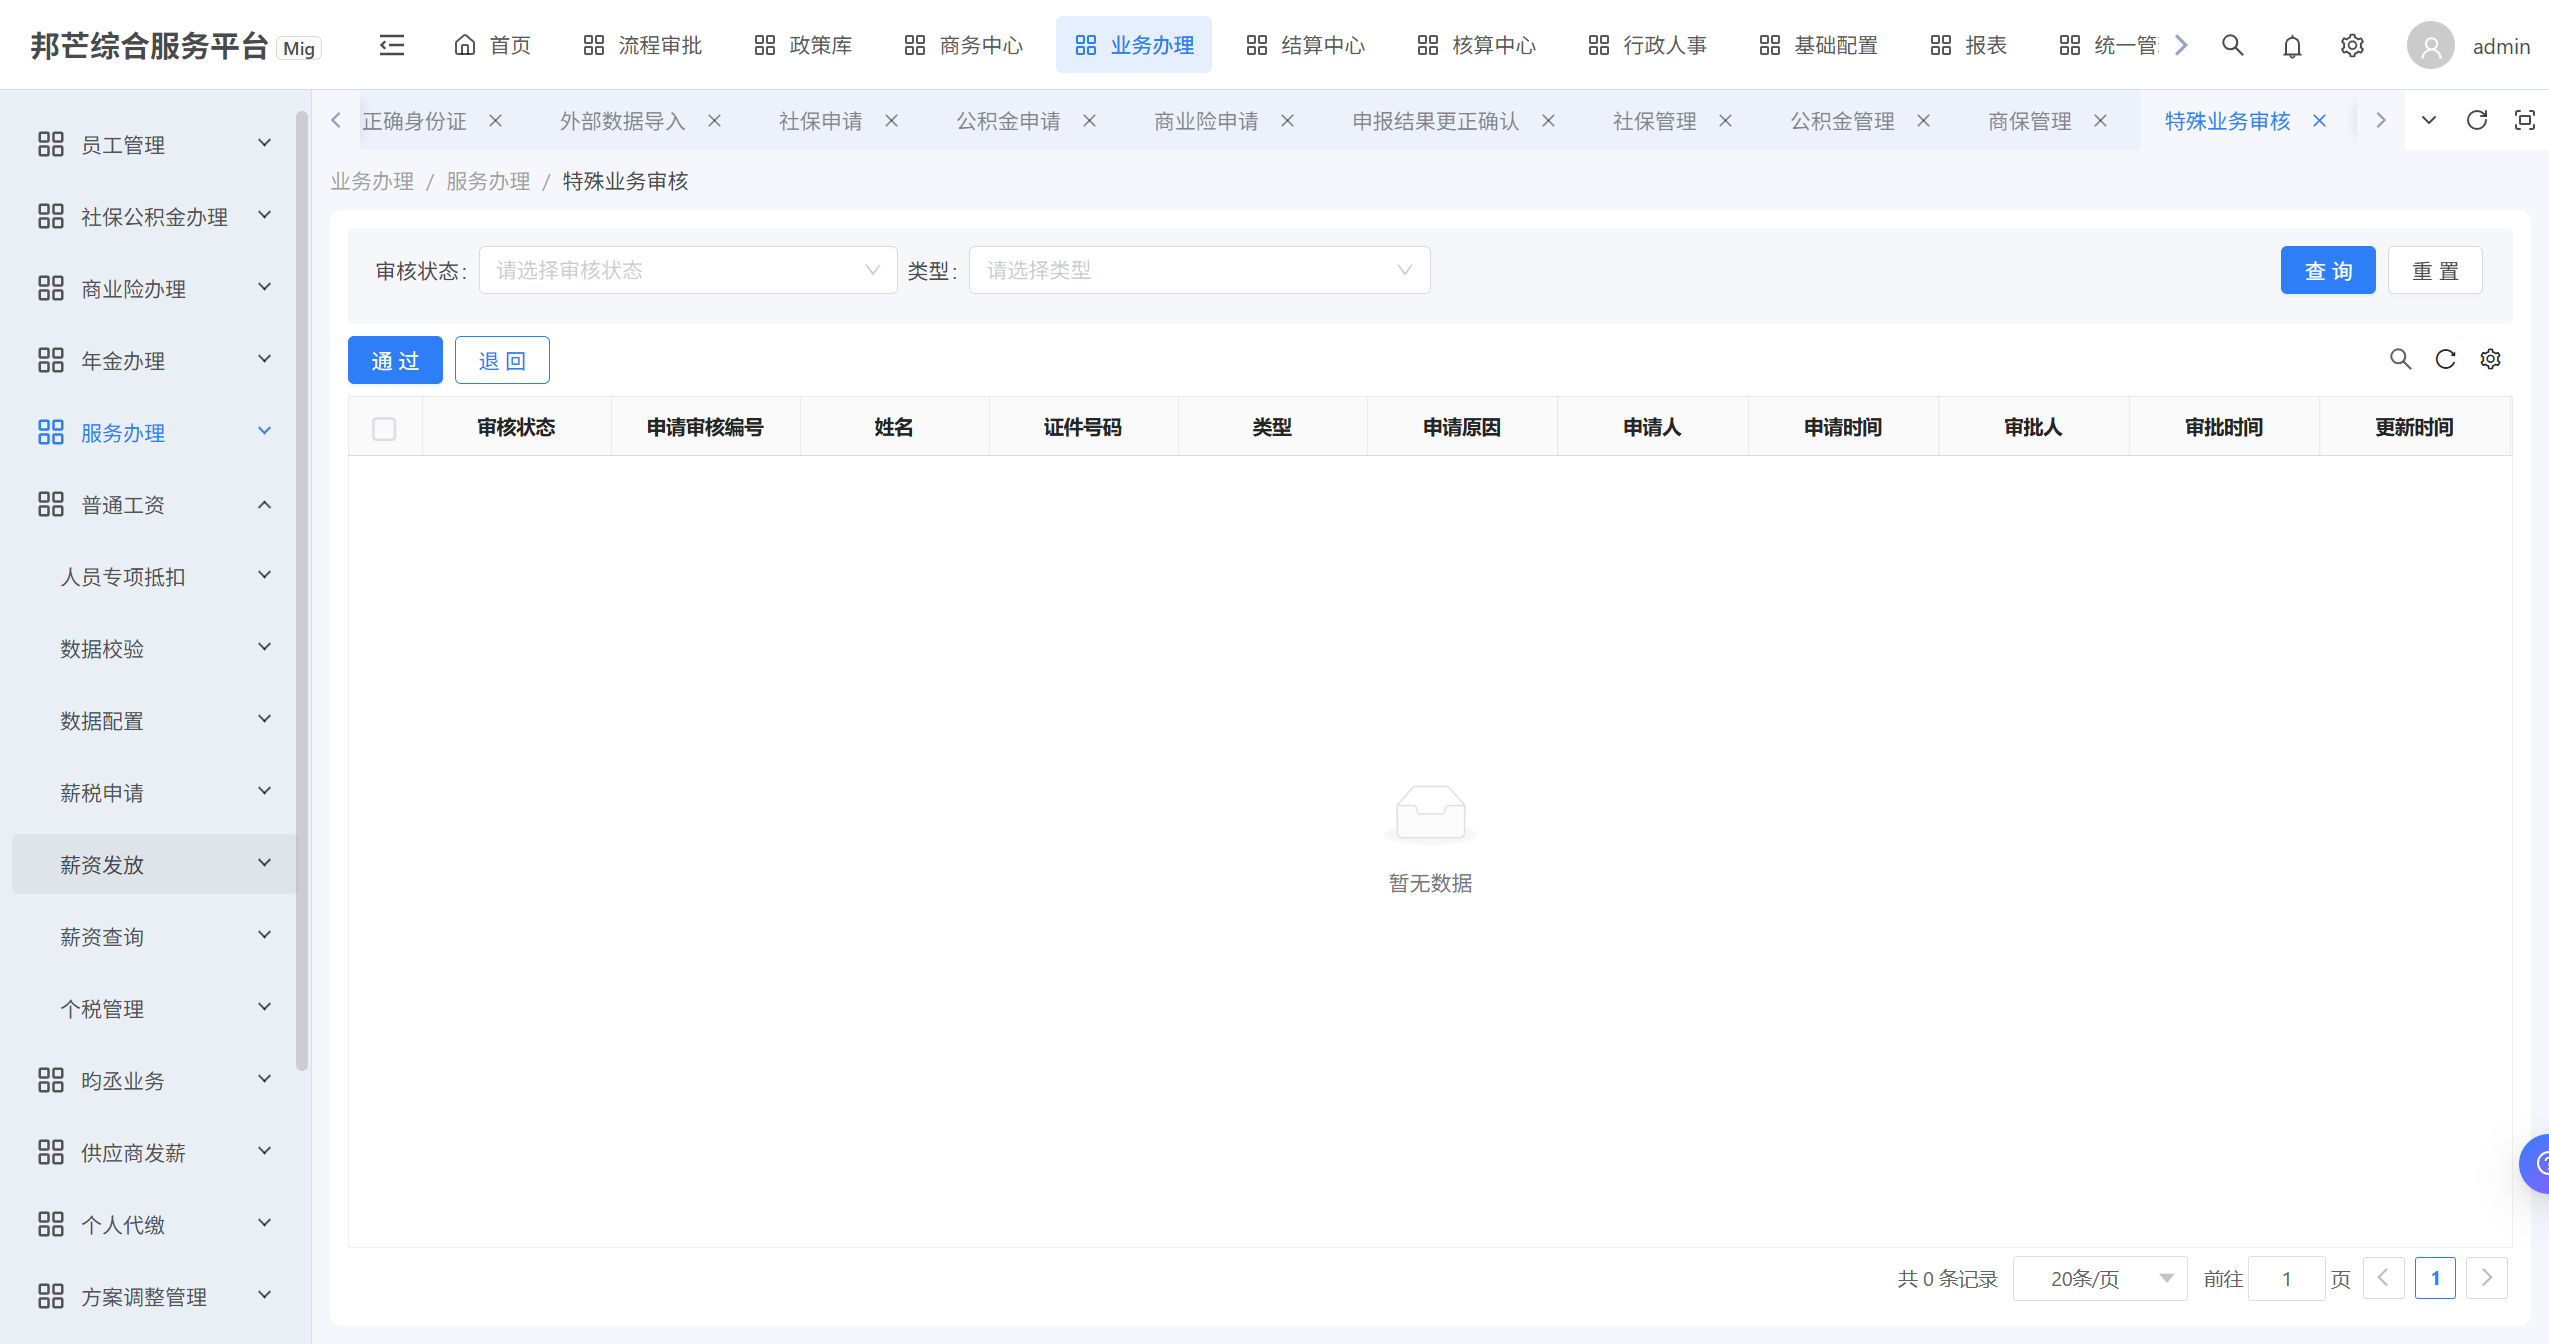 邦芒综合服务平台 Mig
首页 流程审批 政策库 商务中心 业务办理 结算中心 核算中心 行政人事 基础配置 报表 统一管 admin
正确身份证 外部数据导入 社保申请 公积金申请 商业险申请 申报结果更正确认 社保管理 公积金管理 商保管理 特殊业务审核
业务办理 / 服务办理 / 特殊业务审核
员工管理
社保公积金办理
商业险办理
年金办理
服务办理
普通工资
人员专项抵扣
数据校验
数据配置
薪税申请
薪资发放
薪资查询
个税管理
昀丞业务
供应商发薪
个人代缴
方案调整管理
审核状态: 请选择审核状态 类型: 请选择类型 查 询 重 置
通 过 退 回
审核状态 申请审核编号 姓名 证件号码 类型 申请原因 申请人 申请时间 审批人 审批时间 更新时间
暂无数据
共 0 条记录 20条/页 前往 1 页 1